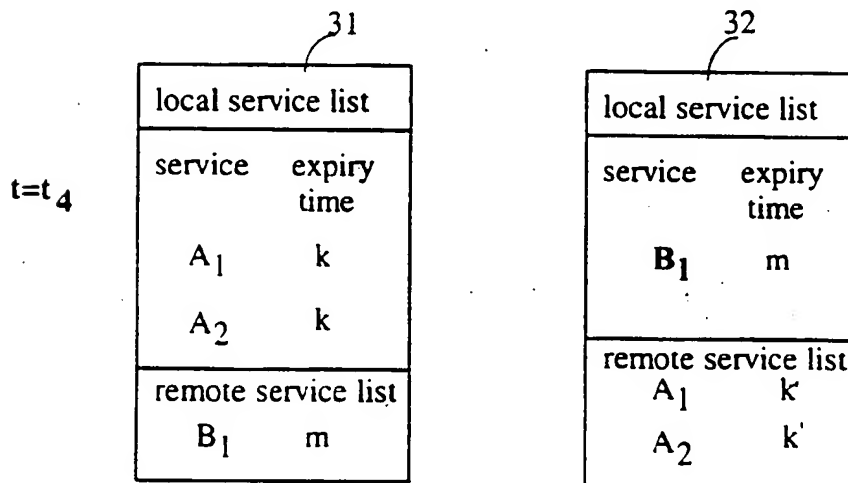 31
local service list
t=t4
service expiry
time
A1 k
A2 k
remote service list
B1 m
32
local service list
service expiry
time
B1 m
remote service list
A1 k'
A2 k'